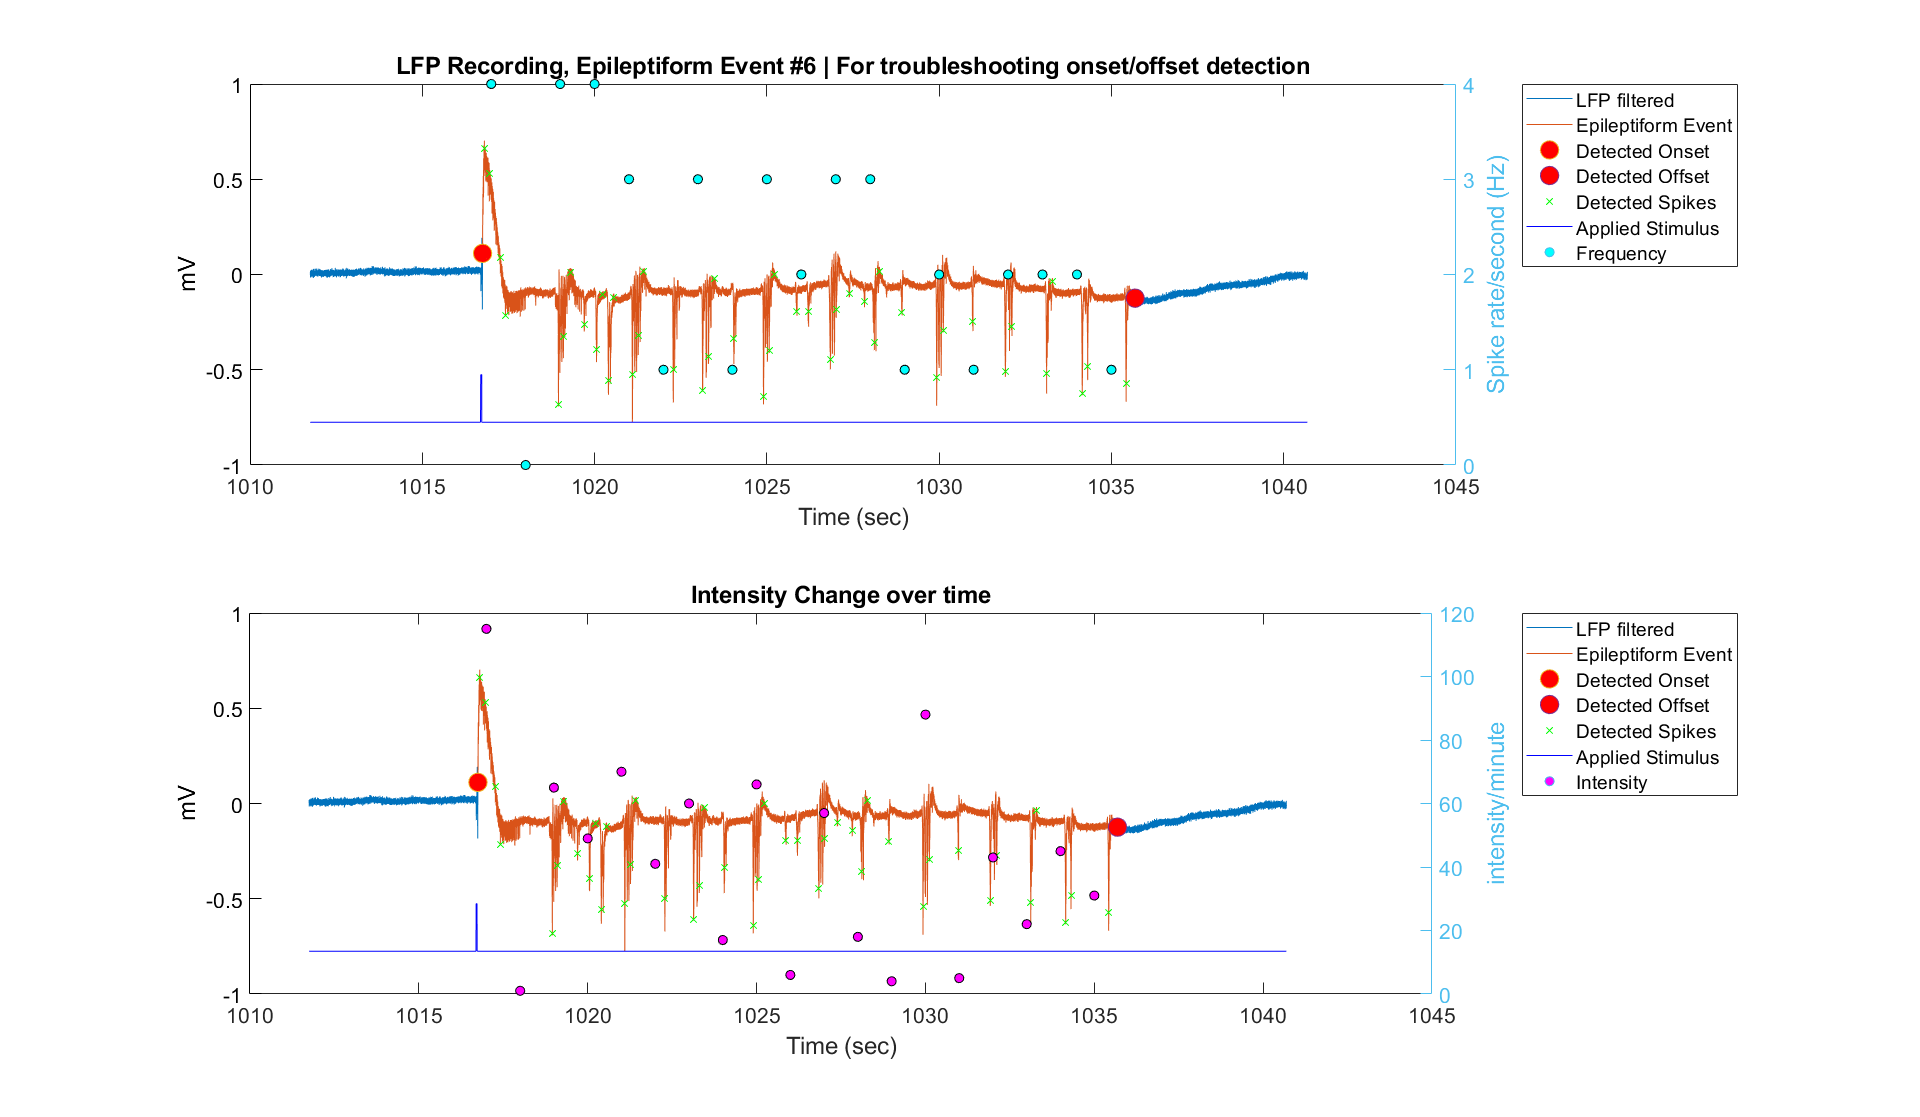 LFP Recording, Epileptiform Event #6 | For troubleshooting onset/offset detection
1
0.5
0
-0.5
-1
mV
1010
1015
1020
1025
1030
1035
1040
1045
Time (sec)
4
3
2
1
0
Spike rate/second (Hz)
LFP filtered
Epileptiform Event
Detected Onset
Detected Offset
Detected Spikes
Applied Stimulus
Frequency
Intensity Change over time
1
0.5
0
-0.5
-1
mV
1010
1015
1020
1025
1030
1035
1040
1045
Time (sec)
120
100
80
60
40
20
0
intensity/minute
LFP filtered
Epileptiform Event
Detected Onset
Detected Offset
Detected Spikes
Applied Stimulus
Intensity